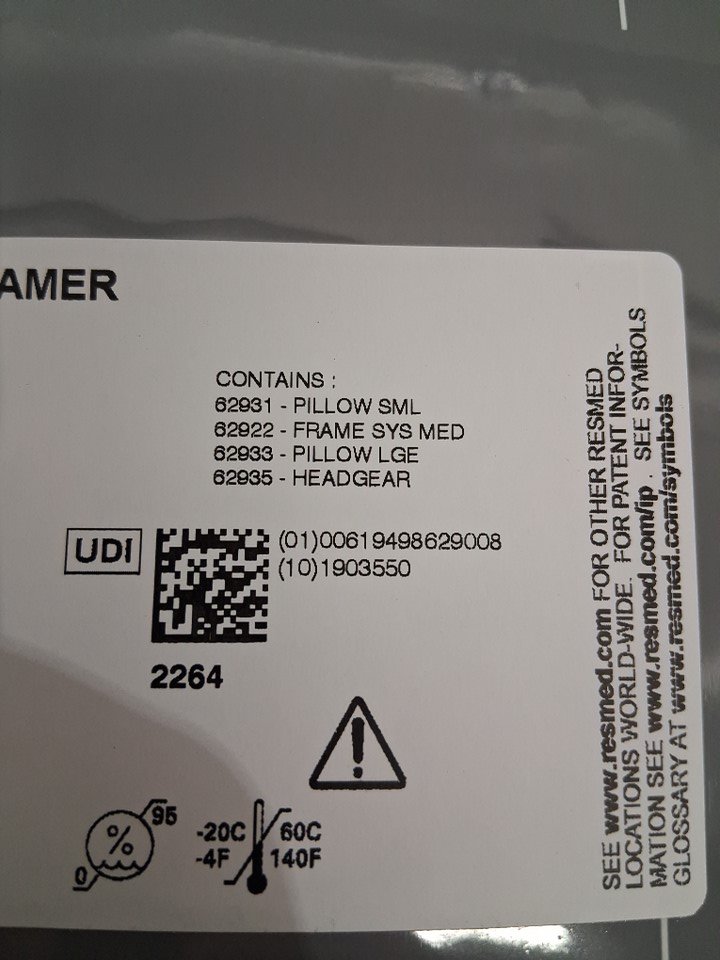 AMER
CONTAINS :
62931 - PILLOW SML
62922 - FRAME SYS MED
62933 - PILLOW LGE
62935 - HEADGEAR
UDI
(01)00619498629008
(10)1903550
2264
%
95
0
-20C
-4F
60C
140F
SEE www.resmed.com FOR OTHER RESMED
LOCATIONS WORLD-WIDE. FOR PATENT INFOR-
MATION SEE www.resmed.com/ip . SEE SYMBOLS
GLOSSARY AT www.resmed.com/symbols